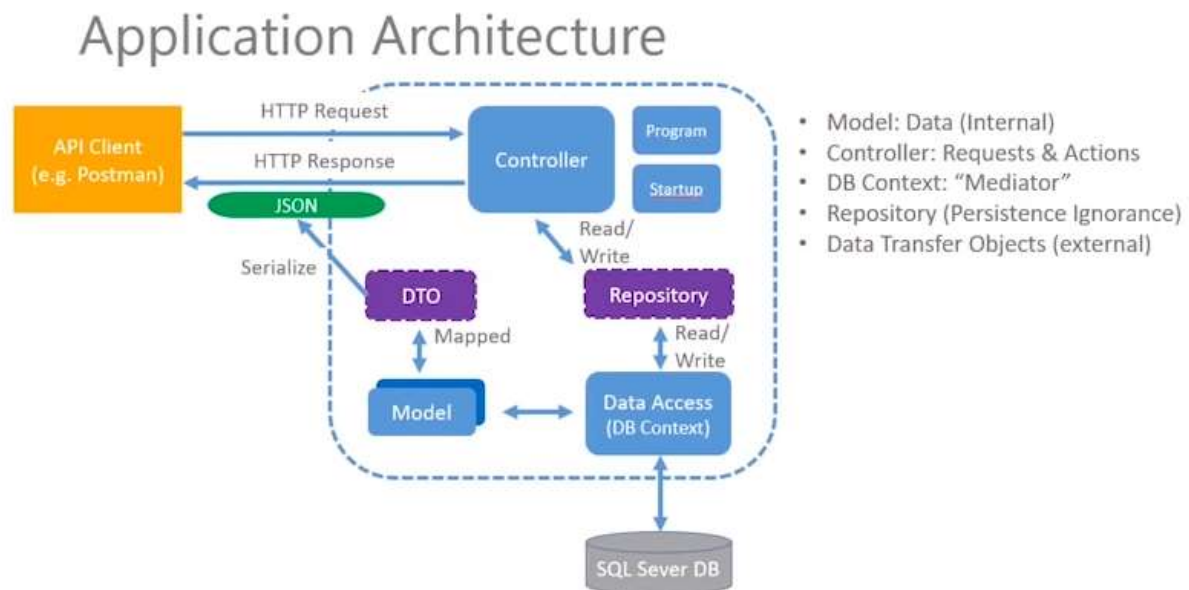 Application Architecture
HTTP Request
API Client
(e.g. Postman)
HTTP Response
JSON
Serialize
Controller
Program
Startup
Read/
Write
DTO
Repository
Mapped
Read/
Write
Model
Data Access
(DB Context)
SQL Sever DB
• Model: Data (Internal)
• Controller: Requests & Actions
• DB Context: “Mediator”
• Repository (Persistence Ignorance)
• Data Transfer Objects (external)